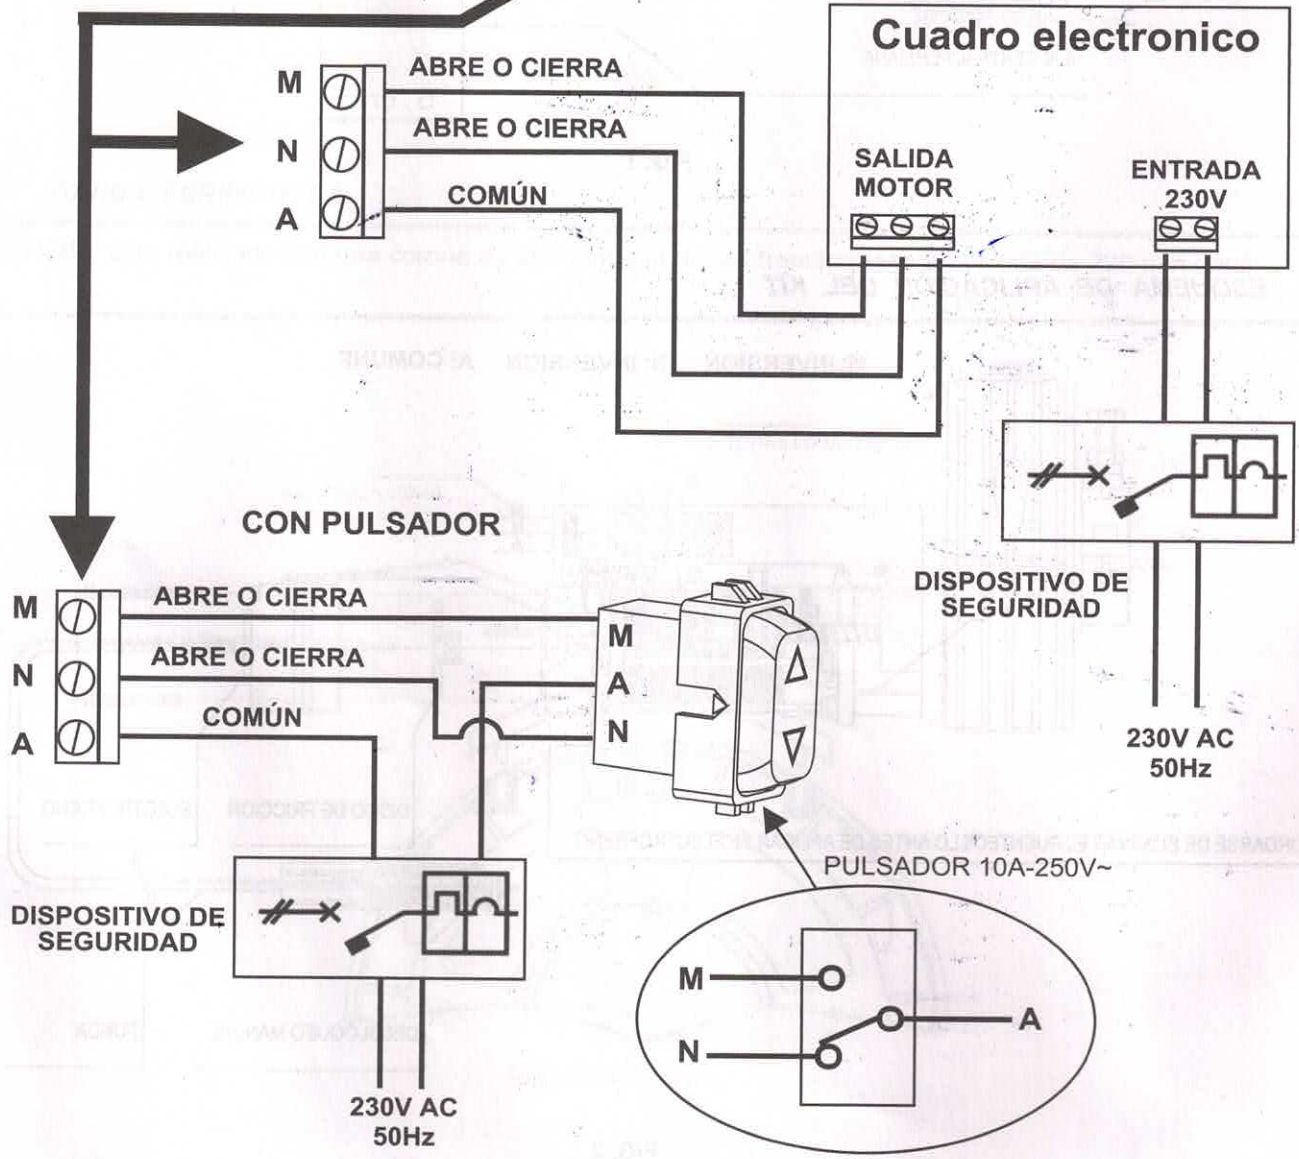 Cuadro electronico
M
ABRE O CIERRA
N
ABRE O CIERRA
A
COMÚN
SALIDA
MOTOR
ENTRADA
230V
CON PULSADOR
DISPOSITIVO DE
SEGURIDAD
230V AC
50Hz
M
ABRE O CIERRA
N
ABRE O CIERRA
A
COMÚN
M
A
N
PULSADOR 10A-250V~
DISPOSITIVO DE
SEGURIDAD
230V AC
50Hz
M
N
A